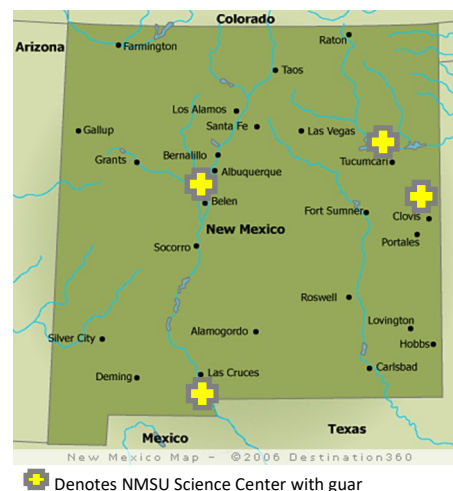 Colorado
Arizona
Farmington
Raton
Taos
Los Alamos
Santa Fe
Las Vegas
Gallup
Grants
Bernalillo
Tucumcari
Albuquerque
Belen
Fort Sumner
Clovis
New Mexico
Portales
Socorro
Roswell
Lovington
Alamogordo
Hobbs
Silver City
Deming
Las Cruces
Carlsbad
Texas
Mexico
New Mexico Map - ©2006 Destination360
Denotes NMSU Science Center with guar